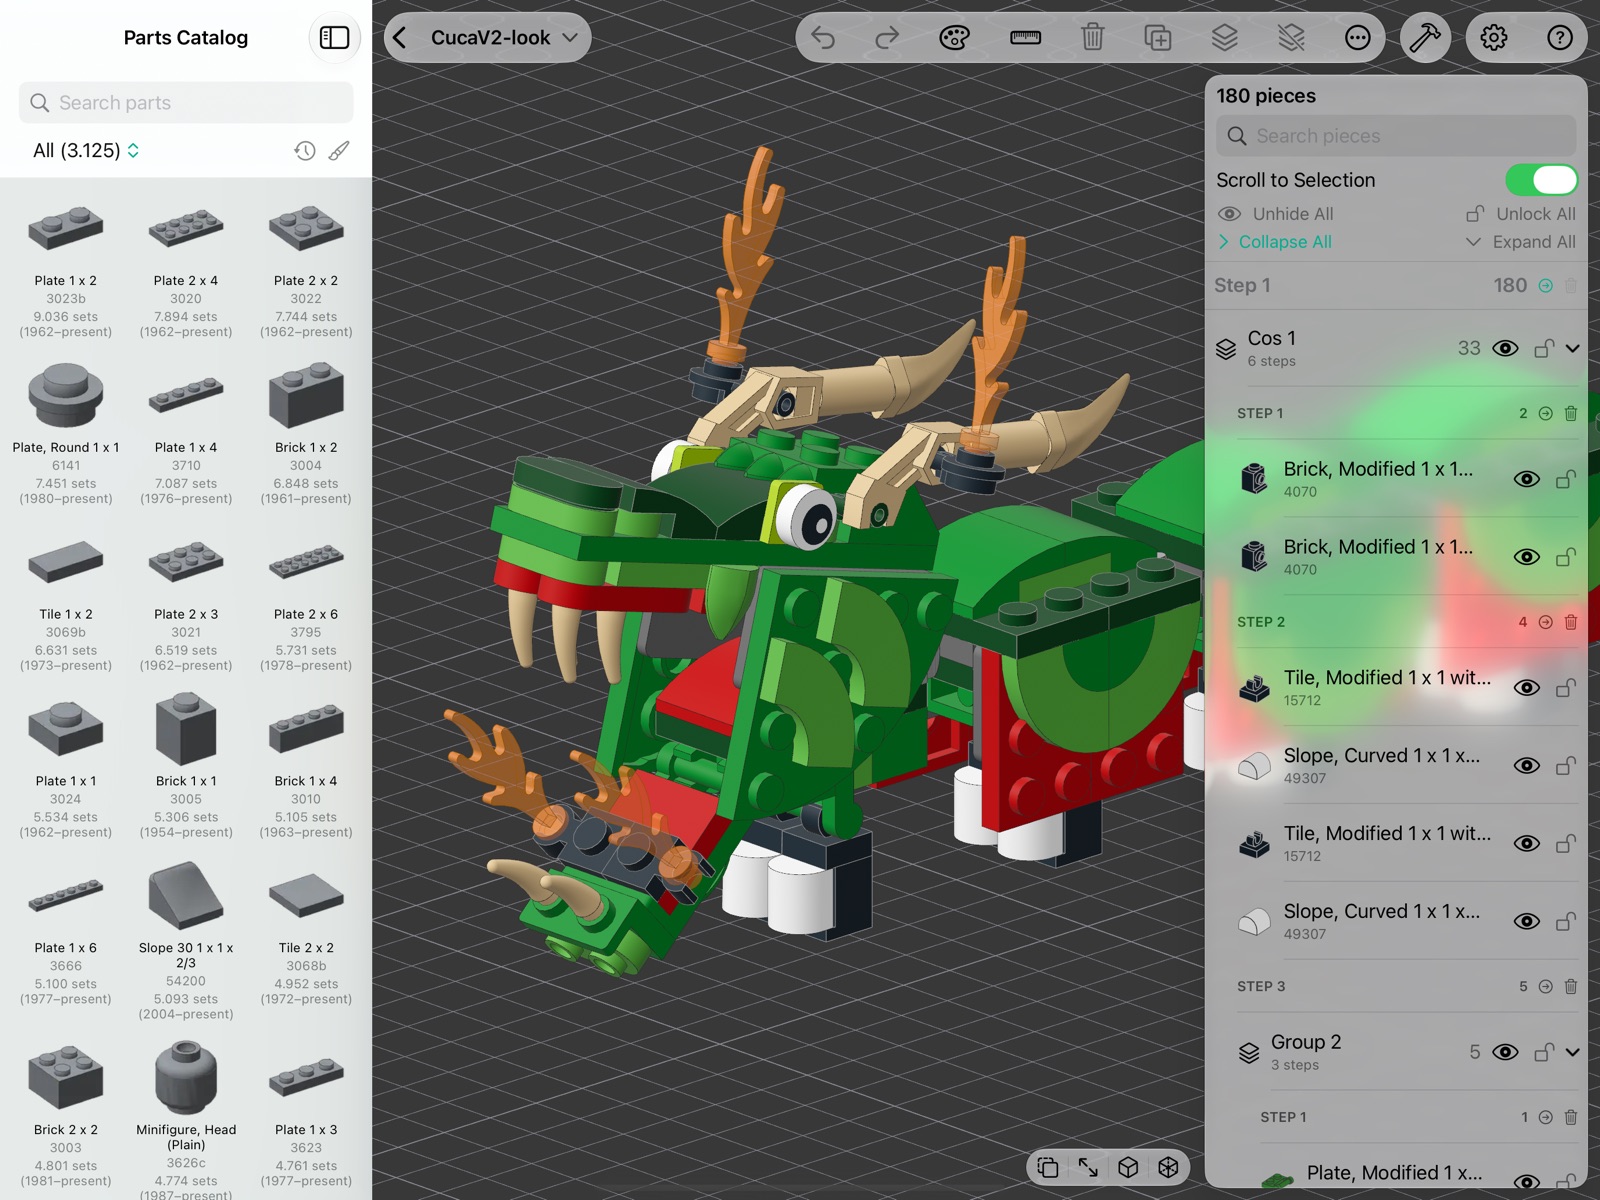 Parts Catalog
Search parts
All (3.125)
Plate 1 x 2
3023b
9.036 sets
(1962–present)
Plate 2 x 4
3020
7.894 sets
(1962–present)
Plate 2 x 2
3022
7.744 sets
(1962–present)
Plate, Round 1 x 1
6141
7.451 sets
(1980–present)
Plate 1 x 4
3710
7.087 sets
(1976–present)
Brick 1 x 2
3004
6.848 sets
(1961–present)
Tile 1 x 2
3069b
6.631 sets
(1973–present)
Plate 2 x 3
3021
6.519 sets
(1962–present)
Plate 2 x 6
3795
5.731 sets
(1978–present)
Plate 1 x 1
3024
5.534 sets
(1962–present)
Brick 1 x 1
3005
5.306 sets
(1954–present)
Brick 1 x 4
3010
5.105 sets
(1963–present)
Plate 1 x 6
3666
5.100 sets
(1977–present)
Slope 30 1 x 1 x
2/3
54200
5.093 sets
(2004–present)
Tile 2 x 2
3068b
4.952 sets
(1972–present)
Brick 2 x 2
3003
4.801 sets
(1981–present)
Minifigure, Head
(Plain)
3626c
4.774 sets
(1987–present)
Plate 1 x 3
3623
4.761 sets
(1977–present)
CucaV2-look
180 pieces
Search pieces
Scroll to Selection
Unhide All
Unlock All
Collapse All
Expand All
Step 1 180
Cos 1 33
6 steps
STEP 1 2
Brick, Modified 1 x 1...
4070
Brick, Modified 1 x 1...
4070
STEP 2 4
Tile, Modified 1 x 1 wit...
15712
Slope, Curved 1 x 1 x...
49307
Tile, Modified 1 x 1 wit...
15712
Slope, Curved 1 x 1 x...
49307
STEP 3 5
Group 2 5
3 steps
STEP 1 1
Plate, Modified 1 x...